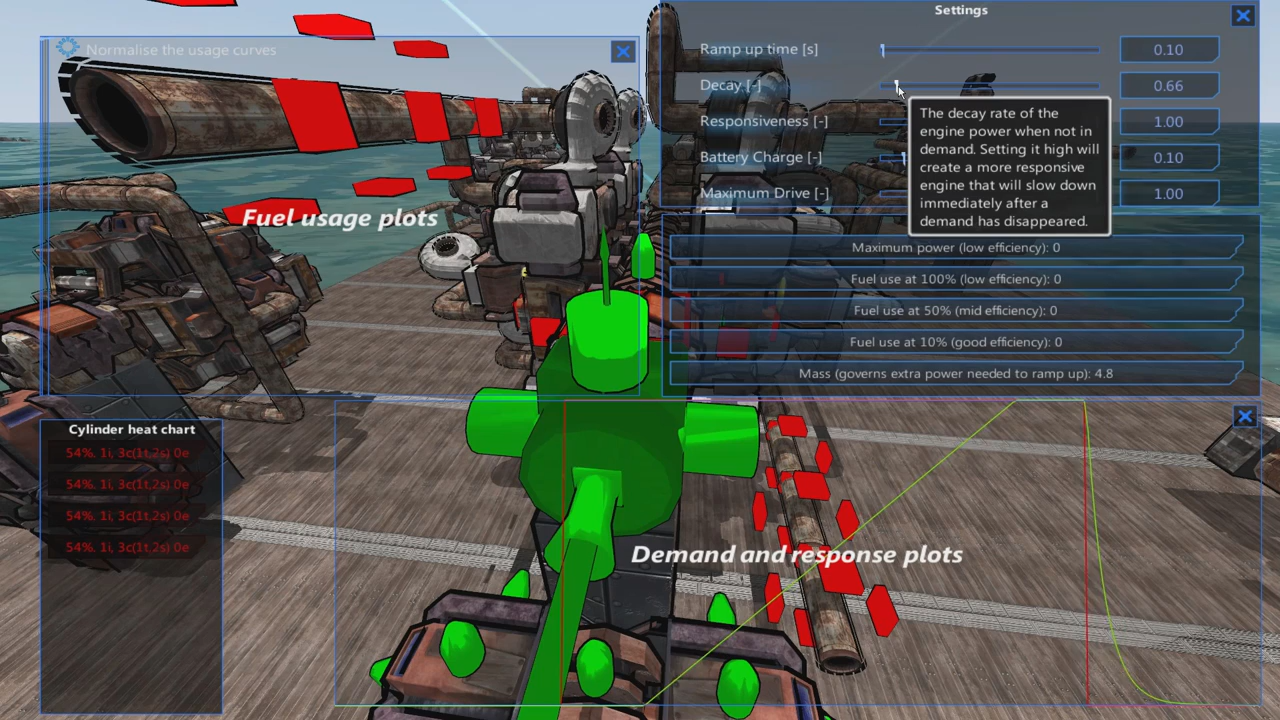 Settings
Normalise the usage curves
Ramp up time [s]
0.10
Decay [-]
0.66
Responsiveness [-]
1.00
Battery Charge [-]
0.10
Maximum Drive [-]
1.00
The decay rate of the
engine power when not in
demand. Setting it high will
create a more responsive
engine that will slow down
immediately after a
demand has disappeared.
Fuel usage plots
Maximum power (low efficiency): 0
Fuel use at 100% (low efficiency): 0
Fuel use at 50% (mid efficiency): 0
Fuel use at 10% (good efficiency): 0
Mass (governs extra power needed to ramp up): 4.8
Cylinder heat chart
54%. 1i, 3c(1t,2s) 0e
54%. 1i, 3c(1t,2s) 0e
54%. 1i, 3c(1t,2s) 0e
54%. 1i, 3c(1t,2s) 0e
Demand and response plots